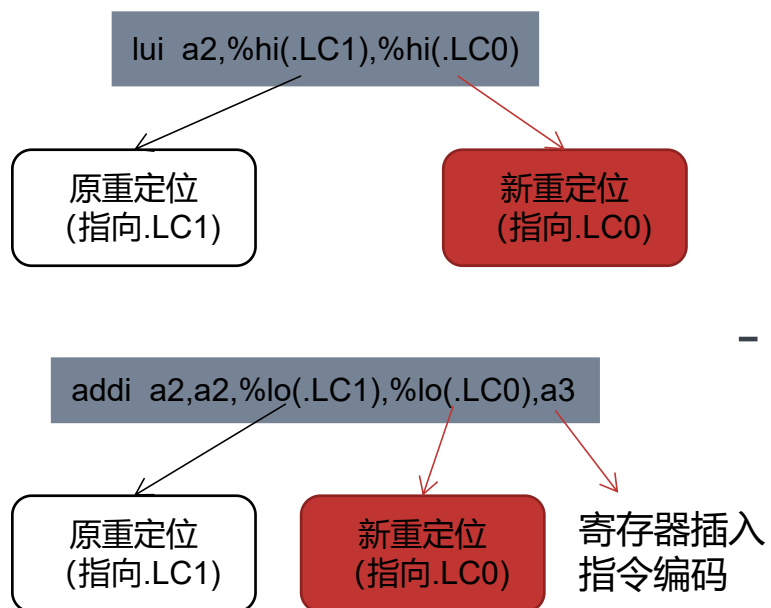 lui a2,%hi(.LC1),%hi(.LC0)
原重定位
(指向.LC1)
新重定位
(指向.LC0)
addi a2,a2,%lo(.LC1),%lo(.LC0),a3
原重定位
(指向.LC1)
新重定位
(指向.LC0)
寄存器插入
指令编码